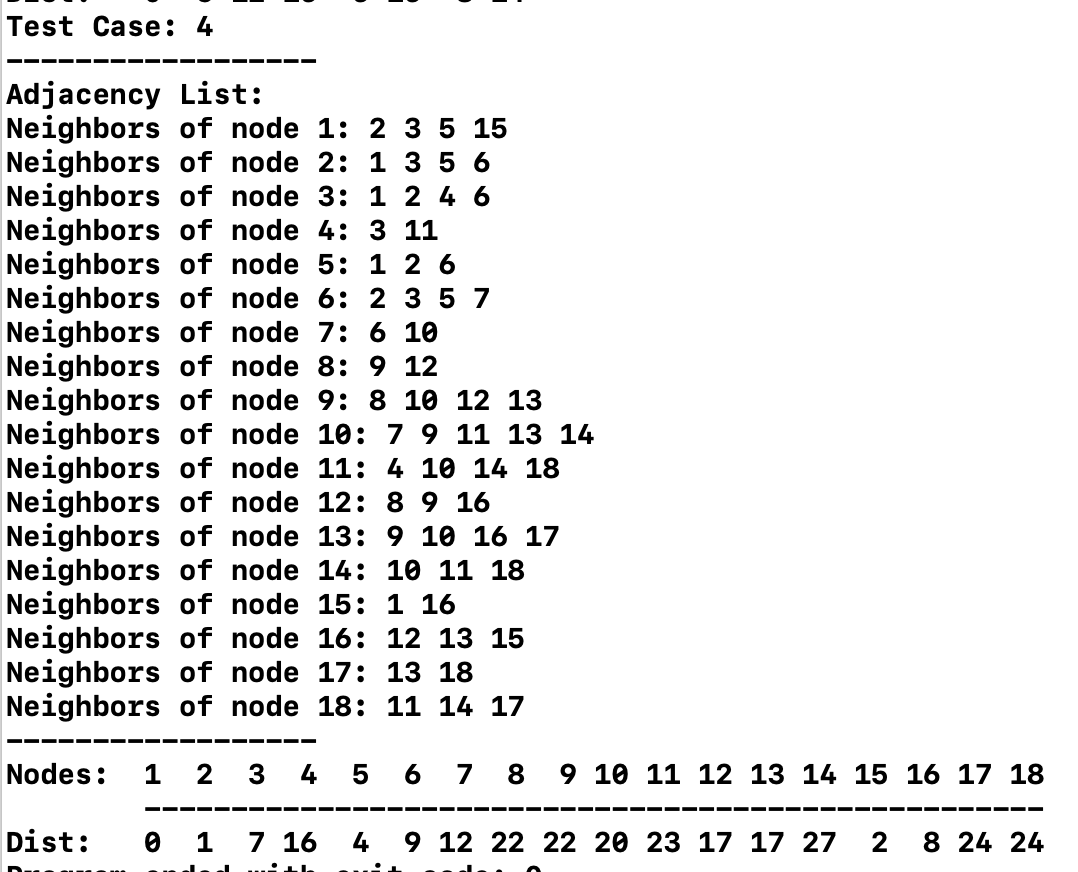 Test Case: 4
------------------
Adjacency List:
Neighbors of node 1: 2 3 5 15
Neighbors of node 2: 1 3 5 6
Neighbors of node 3: 1 2 4 6
Neighbors of node 4: 3 11
Neighbors of node 5: 1 2 6
Neighbors of node 6: 2 3 5 7
Neighbors of node 7: 6 10
Neighbors of node 8: 9 12
Neighbors of node 9: 8 10 12 13
Neighbors of node 10: 7 9 11 13 14
Neighbors of node 11: 4 10 14 18
Neighbors of node 12: 8 9 16
Neighbors of node 13: 9 10 16 17
Neighbors of node 14: 10 11 18
Neighbors of node 15: 1 16
Neighbors of node 16: 12 13 15
Neighbors of node 17: 13 18
Neighbors of node 18: 11 14 17
------------------
Nodes:  1  2  3  4  5  6  7  8  9 10 11 12 13 14 15 16 17 18
        ----------------------------------------------------
Dist:   0  1  7 16  4  9 12 22 22 20 23 17 17 27  2  8 24 24
Program ended with exit code: 0